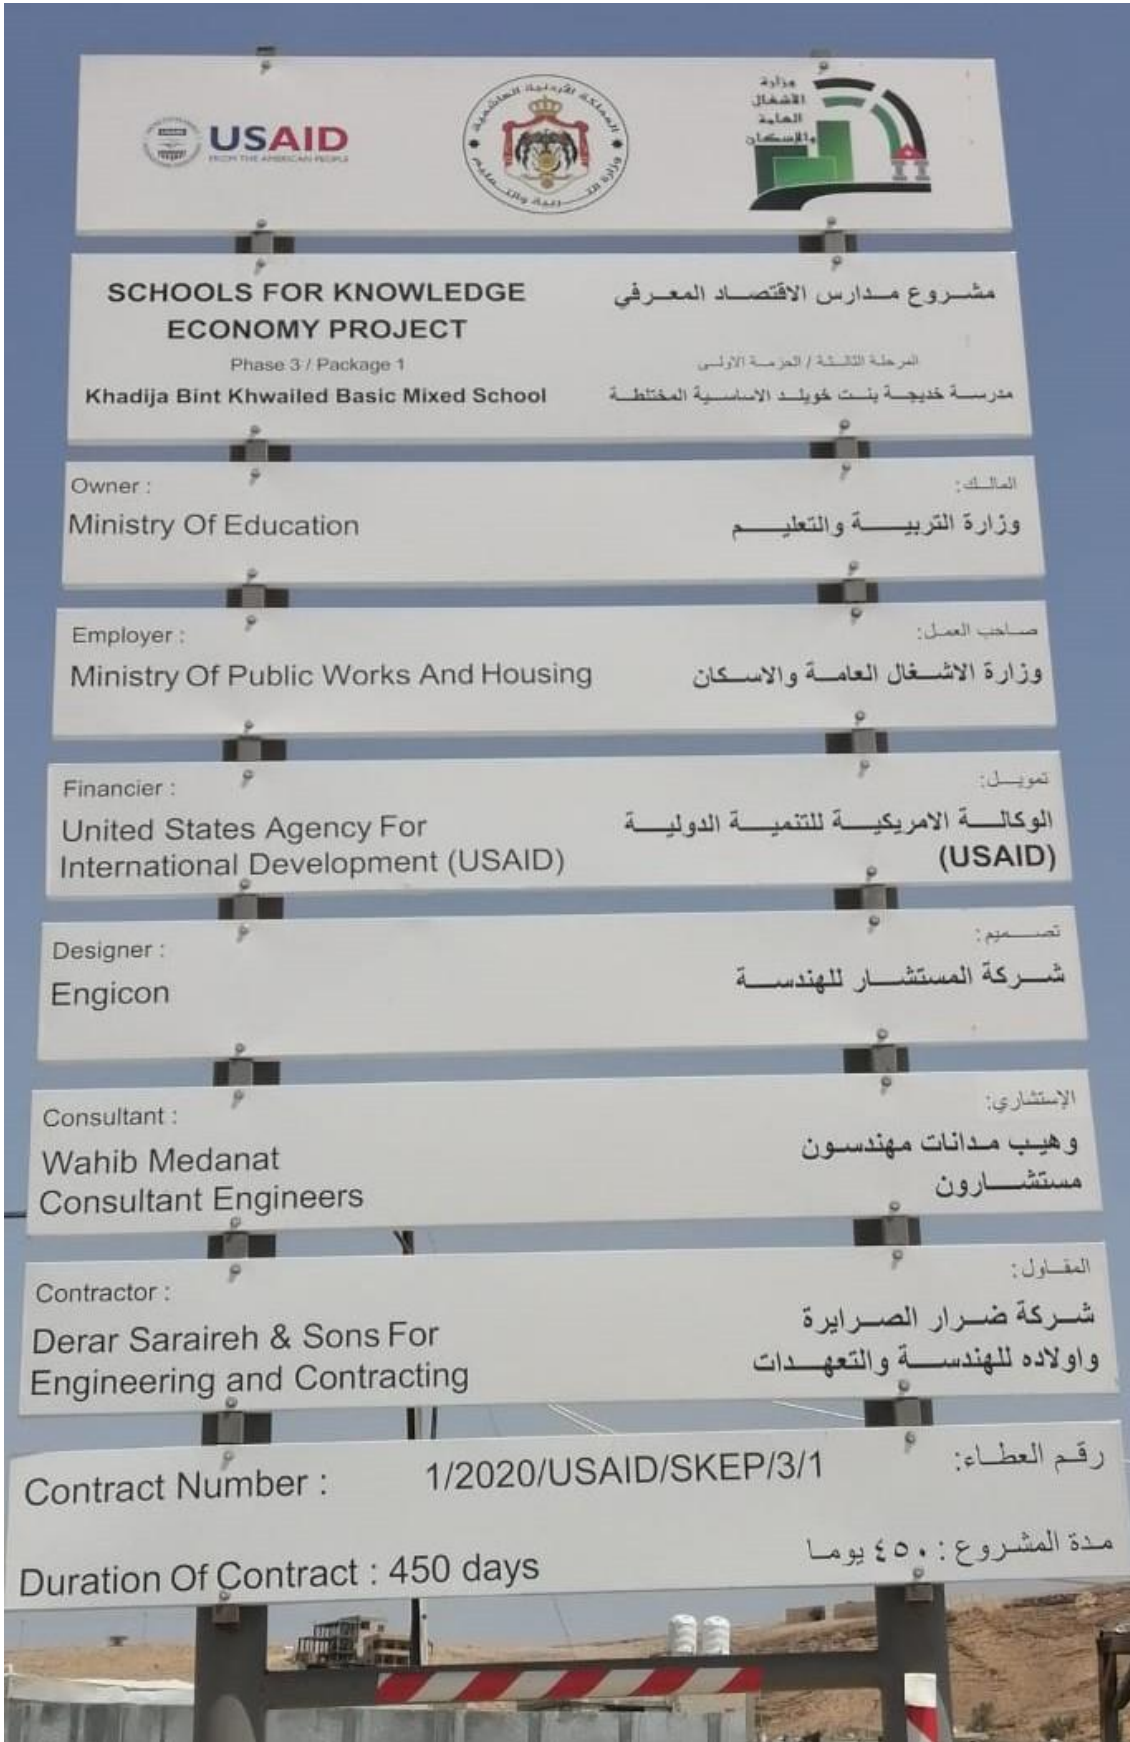 USAID
FROM THE AMERICAN PEOPLE
المملكة الأردنية الهاشمية
وزارة التربية والتعليم
وزارة
الأشغال
العامة
والإسكان
SCHOOLS FOR KNOWLEDGE
ECONOMY PROJECT
Phase 3 / Package 1
Khadija Bint Khwailed Basic Mixed School
مشروع مدارس الاقتصاد المعرفي
المرحلة الثالثة / الحزمة الاولى
مدرسة خديجة بنت خويلد الاساسية المختلطة
Owner :
Ministry Of Education
المالك:
وزارة التربية والتعليم
Employer :
Ministry Of Public Works And Housing
صاحب العمل:
وزارة الاشغال العامة والاسكان
Financier :
United States Agency For
International Development (USAID)
تمويل:
الوكالة الامريكية للتنمية الدولية
(USAID)
Designer :
Engicon
تصميم:
شركة المستشار للهندسة
Consultant :
Wahib Medanat
Consultant Engineers
الإستشاري:
وهيب مدانات مهندسون
مستشارون
Contractor :
Derar Saraireh & Sons For
Engineering and Contracting
المقاول:
شركة ضرار الصرايرة
واولاده للهندسة والتعهدات
Contract Number : 1/2020/USAID/SKEP/3/1 رقم العطاء:
Duration Of Contract : 450 days
مدة المشروع : ٤٥٠ يوما